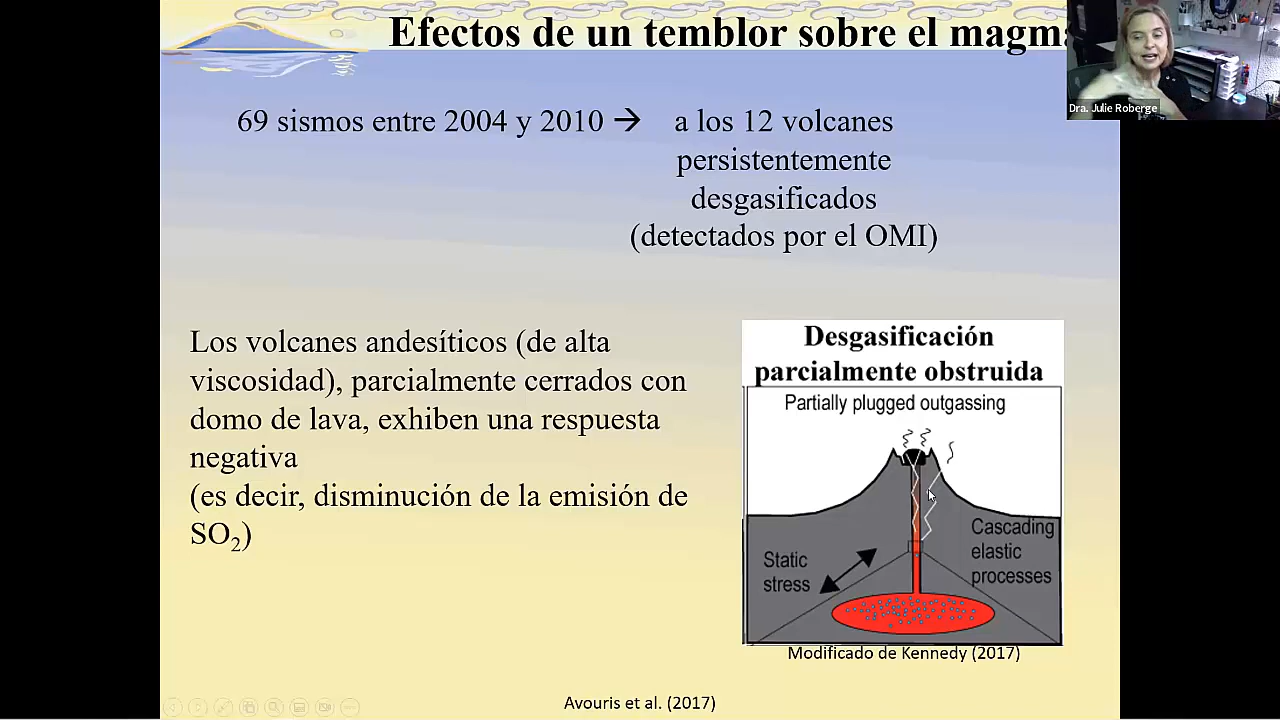 Efectos de un temblor sobre el magma
Dra. Julie Roberge
69 sismos entre 2004 y 2010 → a los 12 volcanes
persistentemente
desgasificados
(detectados por el OMI)
Los volcanes andesíticos (de alta
viscosidad), parcialmente cerrados con
domo de lava, exhiben una respuesta
negativa
(es decir, disminución de la emisión de
SO₂)
Desgasificación
parcialmente obstruida
Partially plugged outgassing
Cascading
elastic
processes
Static
stress
Modificado de Kennedy (2017)
Avouris et al. (2017)